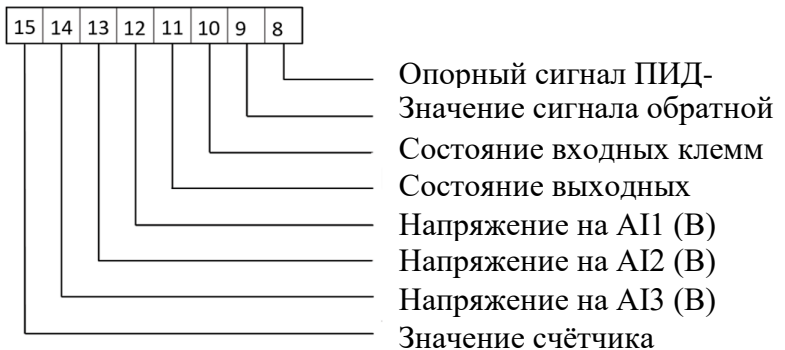 15 14 13 12 11 10 9 8
Опорный сигнал ПИД-
Значение сигнала обратной
Состояние входных клемм
Состояние выходных
Напряжение на AI1 (В)
Напряжение на AI2 (В)
Напряжение на AI3 (В)
Значение счётчика